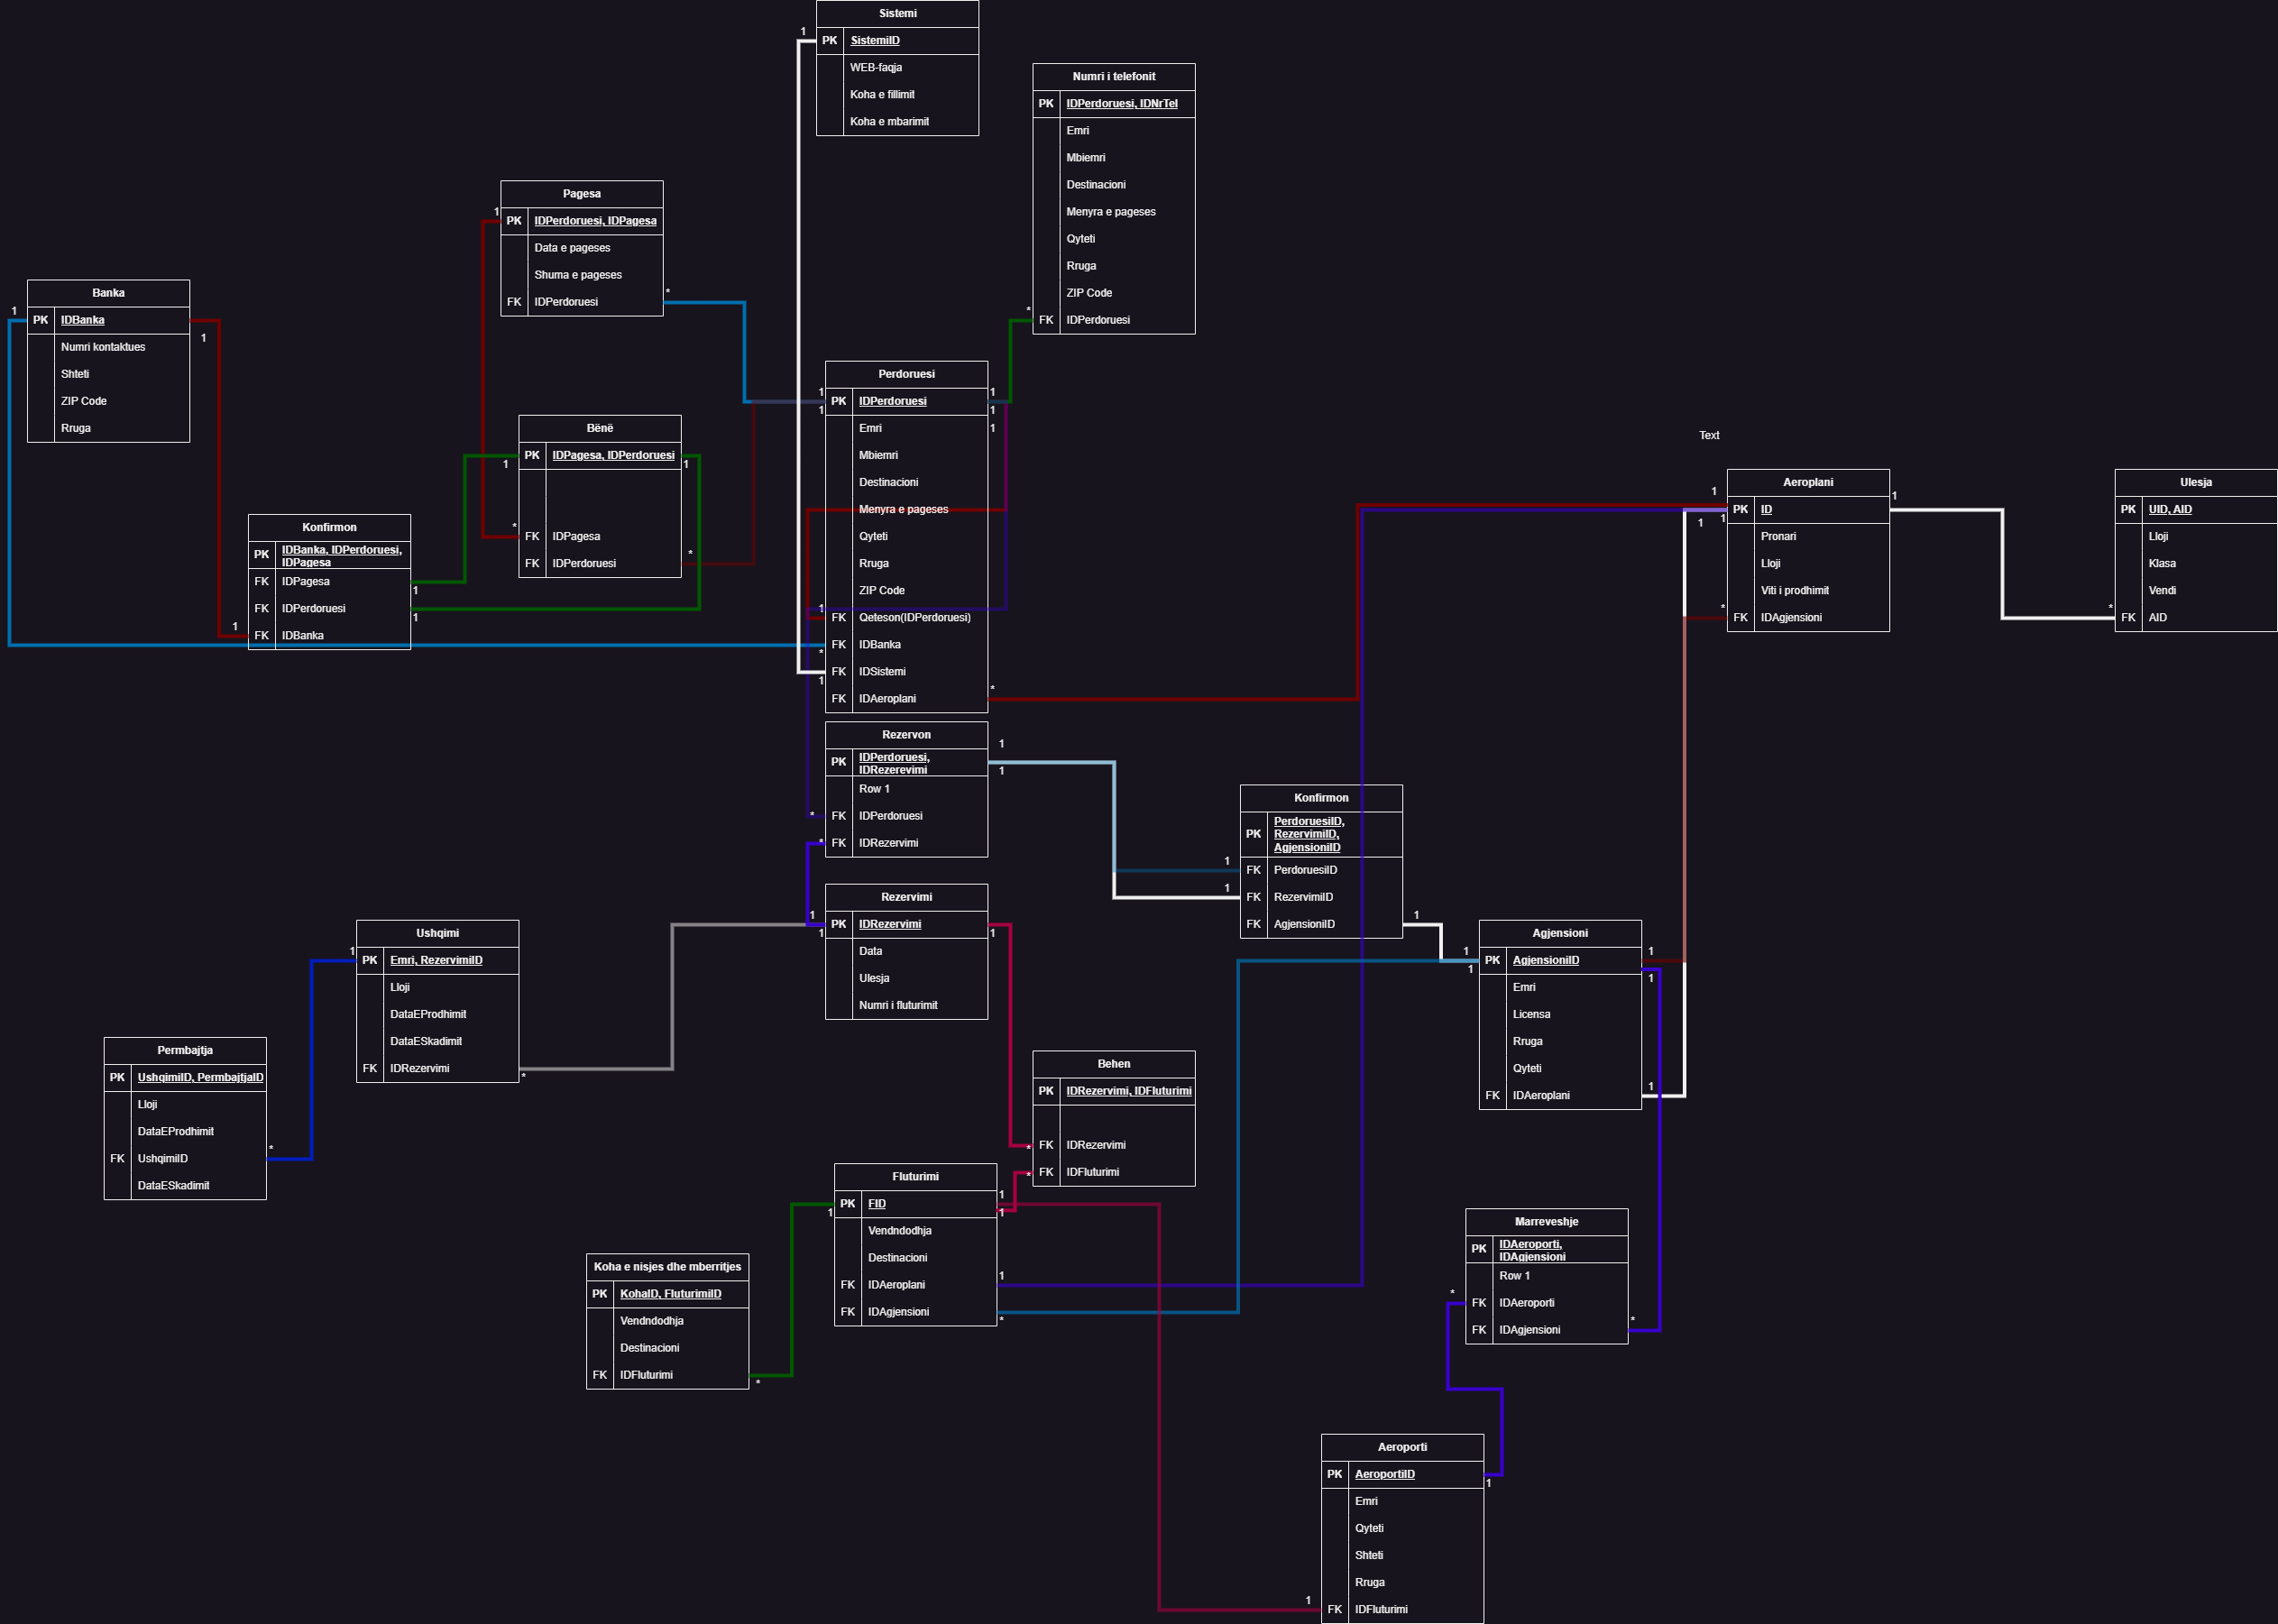 Sistemi
PK SistemiID
WEB-faqja
Koha e fillimit
Koha e mbarimit
1
Numri i telefonit
PK IDPerdoruesi, IDNrTel
Emri
Mbiemri
Destinacioni
Menyra e pageses
Qyteti
Rruga
ZIP Code
FK IDPerdoruesi
*
Pagesa
PK IDPerdoruesi, IDPagesa
Data e pageses
Shuma e pageses
FK IDPerdoruesi
1
*
Banka
PK IDBanka
Numri kontaktues
Shteti
ZIP Code
Rruga
1
1
Perdoruesi
PK IDPerdoruesi
Emri
Mbiemri
Destinacioni
Menyra e pageses
Qyteti
Rruga
ZIP Code
FK Qeteson(IDPerdoruesi)
FK IDBanka
FK IDSistemi
FK IDAeroplani
1
1
1
1
1
1
*
1
*
Bënë
PK IDPagesa, IDPerdoruesi
FK IDPagesa
FK IDPerdoruesi
1
1
*
*
Konfirmon
PK IDBanka, IDPerdoruesi,
IDPagesa
FK IDPagesa
FK IDPerdoruesi
FK IDBanka
1
1
1
Text
Aeroplani
PK ID
Pronari
Lloji
Viti i prodhimit
FK IDAgjensioni
1
1
1
1
*
Ulesja
PK UID, AID
Lloji
Klasa
Vendi
FK AID
*
Rezervon
PK IDPerdoruesi,
IDRezerevimi
Row 1
FK IDPerdoruesi
FK IDRezervimi
1
1
*
*
Konfirmon
PK PerdoruesiID,
RezervimiID,
AgjensioniID
FK PerdoruesiID
FK RezervimiID
FK AgjensioniID
1
1
1
Rezervimi
PK IDRezervimi
Data
Ulesja
Numri i fluturimit
1
1
1
Ushqimi
PK Emri, RezervimiID
Lloji
DataEProdhimit
DataESkadimit
FK IDRezervimi
1
*
Agjensioni
PK AgjensioniID
Emri
Licensa
Rruga
Qyteti
FK IDAeroplani
1
1
1
1
1
Permbajtja
PK UshqimiID, PermbajtjaID
Lloji
DataEProdhimit
FK UshqimiID
DataESkadimit
*
Behen
PK IDRezervimi, IDFluturimi
FK IDRezervimi
FK IDFluturimi
*
*
Fluturimi
PK FID
Vendndodhja
Destinacioni
FK IDAeroplani
FK IDAgjensioni
1
1
1
1
*
Koha e nisjes dhe mberritjes
PK KohaID, FluturimiID
Vendndodhja
Destinacioni
FK IDFluturimi
*
Marreveshje
PK IDAeroporti,
IDAgjensioni
Row 1
FK IDAeroporti
FK IDAgjensioni
*
*
Aeroporti
PK AeroportiID
Emri
Qyteti
Shteti
Rruga
FK IDFluturimi
1
1